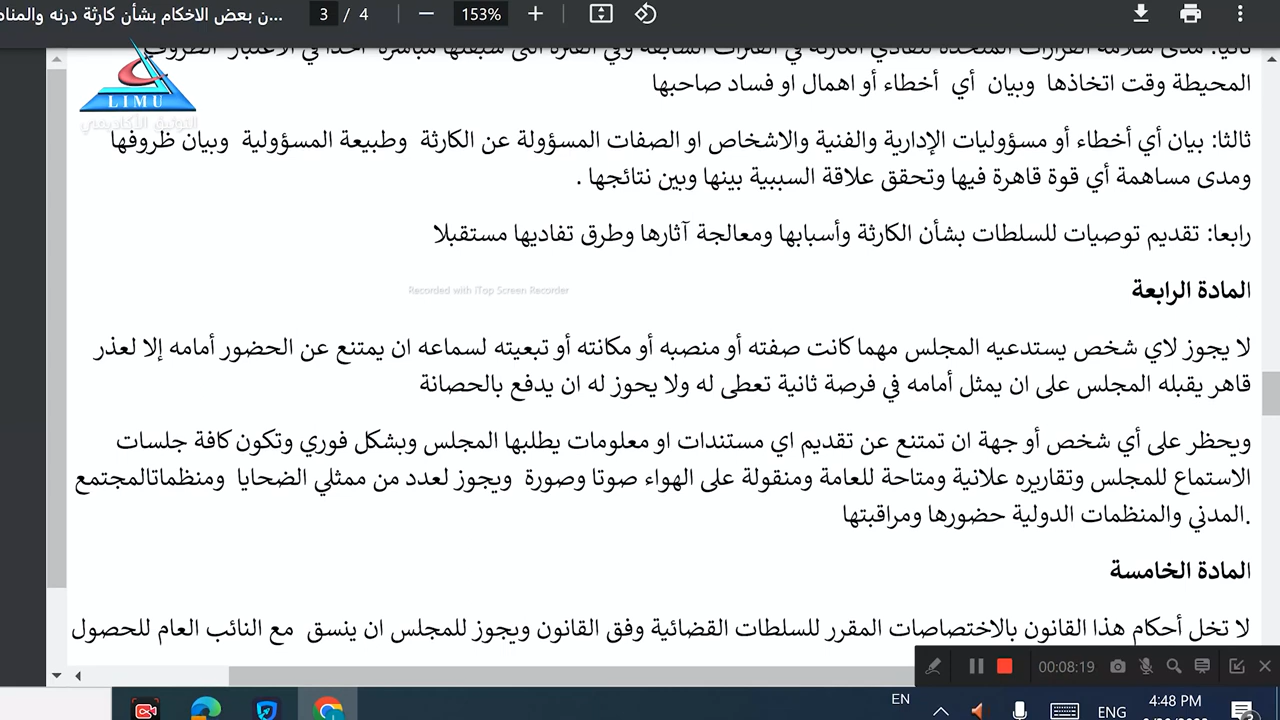 ن بعض الاخكام بشأن كارثة درنه والمناط...
3 / 4
153%
LIMU
التوثيق الأكاديمي
المحيطة وقت اتخاذها وبيان أي أخطاء أو اهمال او فساد صاحبها
ثالثا: بيان أي أخطاء أو مسؤوليات الإدارية والفنية والاشخاص او الصفات المسؤولة عن الكارثة وطبيعة المسؤولية وبيان ظروفها
ومدى مساهمة أي قوة قاهرة فيها وتحقق علاقة السببية بينها وبين نتائجها .
رابعا: تقديم توصيات للسلطات بشأن الكارثة وأسبابها ومعالجة آثارها وطرق تفاديها مستقبلا
Recorded with iTop Screen Recorder
المادة الرابعة
لا يجوز لاي شخص يستدعيه المجلس مهما كانت صفته أو منصبه أو مكانته أو تبعيته لسماعه ان يمتنع عن الحضور أمامه إلا لعذر
قاهر يقبله المجلس على ان يمثل أمامه في فرصة ثانية تعطى له ولا يحوز له ان يدفع بالحصانة
ويحظر على أي شخص أو جهة ان تمتنع عن تقديم اي مستندات او معلومات يطلبها المجلس وبشكل فوري وتكون كافة جلسات
الاستماع للمجلس وتقاريره علانية ومتاحة للعامة ومنقولة على الهواء صوتا وصورة ويجوز لعدد من ممثلي الضحايا ومنظماتالمجتمع
.المدني والمنظمات الدولية حضورها ومراقبتها
المادة الخامسة
لا تخل أحكام هذا القانون بالاختصاصات المقرر للسلطات القضائية وفق القانون ويجوز للمجلس ان ينسق مع النائب العام للحصول
00:08:19
EN
ENG
4:48 PM